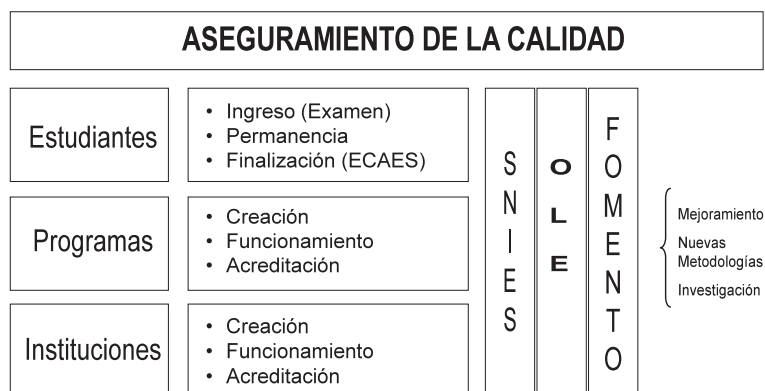 ASEGURAMIENTO DE LA CALIDAD
Estudiantes
• Ingreso (Examen)
• Permanencia
• Finalización (ECAES)
Programas
• Creación
• Funcionamiento
• Acreditación
Instituciones
• Creación
• Funcionamiento
• Acreditación
SNIES
OLE
FOMENTO
Mejoramiento
Nuevas
Metodologías
Investigación